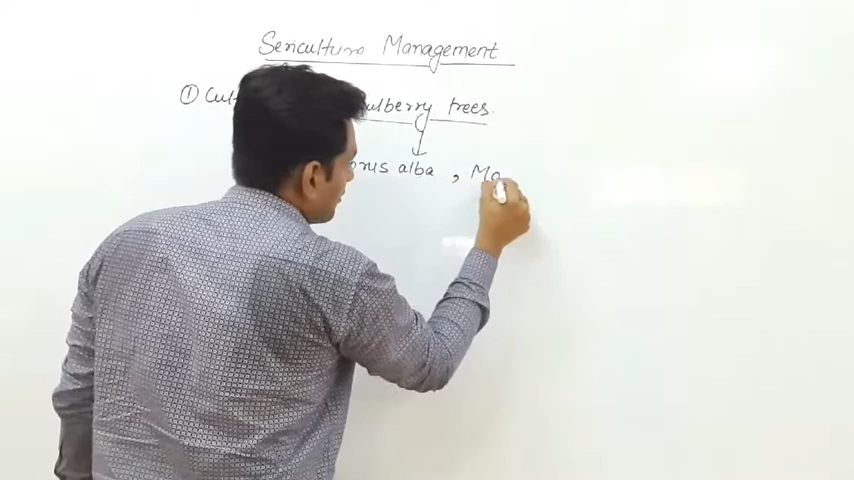 Sericulture Management
① Cul ulberry trees.
orus alba , Mo